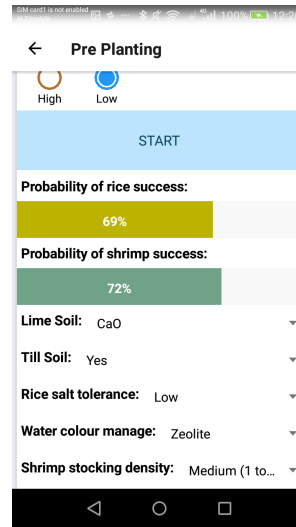 SIM card1 is not enabled
100% 12:2
Pre Planting
High Low
START
Probability of rice success:
69%
Probability of shrimp success:
72%
Lime Soil: CaO
Till Soil: Yes
Rice salt tolerance: Low
Water colour manage: Zeolite
Shrimp stocking density: Medium (1 to...